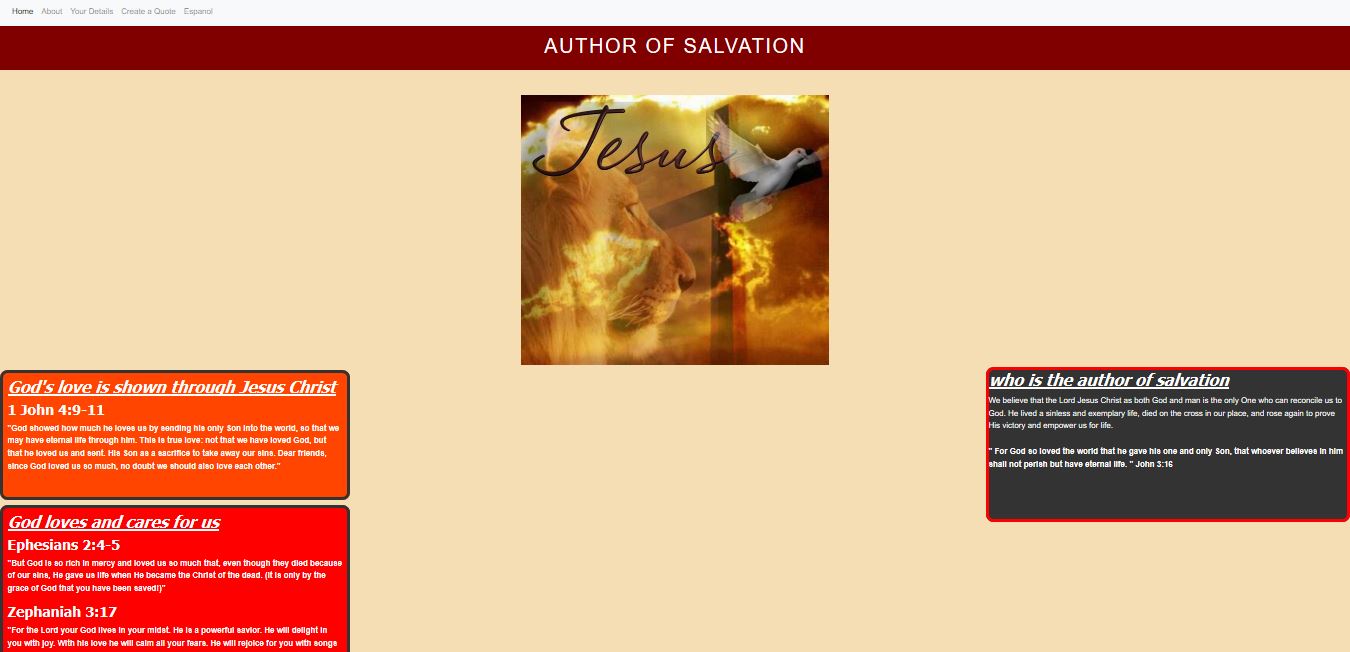 Home About Your Details Create a Quote Espanol
AUTHOR OF SALVATION
Jesus
God's love is shown through Jesus Christ
1 John 4:9-11
"God showed how much he loves us by sending his only Son into the world, so that we
may have eternal life through him. This is true love: not that we have loved God, but
that he loved us and sent. His Son as a sacrifice to take away our sins. Dear friends,
since God loved us so much, no doubt we should also love each other."
God loves and cares for us
Ephesians 2:4-5
"But God is so rich in mercy and loved us so much that, even though they died because
of our sins, He gave us life when He became the Christ of the dead. (It is only by the
grace of God that you have been saved!)"
Zephaniah 3:17
"For the Lord your God lives in your midst. He is a powerful savior. He will delight in
you with joy. With his love he will calm all your fears. He will rejoice for you with songs
who is the author of salvation
We believe that the Lord Jesus Christ as both God and man is the only One who can reconcile us to
God. He lived a sinless and exemplary life, died on the cross in our place, and rose again to prove
His victory and empower us for life.
" For God so loved the world that he gave his one and only Son, that whoever believes in him
shall not perish but have eternal life. " John 3:16